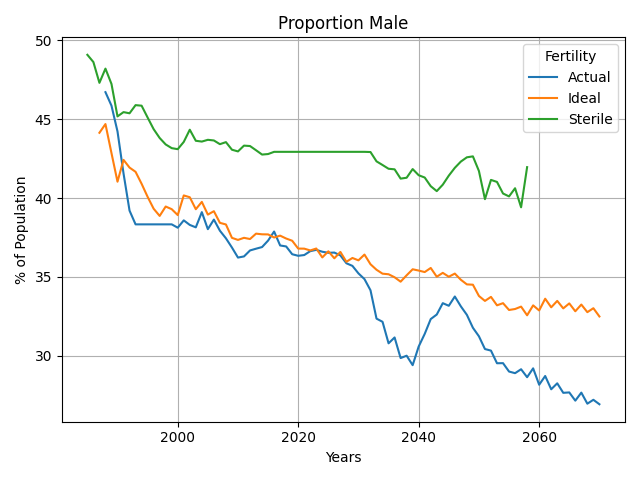 Proportion Male
50
45
40
35
30
% of Population
2000
2020
2040
2060
Years
Fertility
Actual
Ideal
Sterile